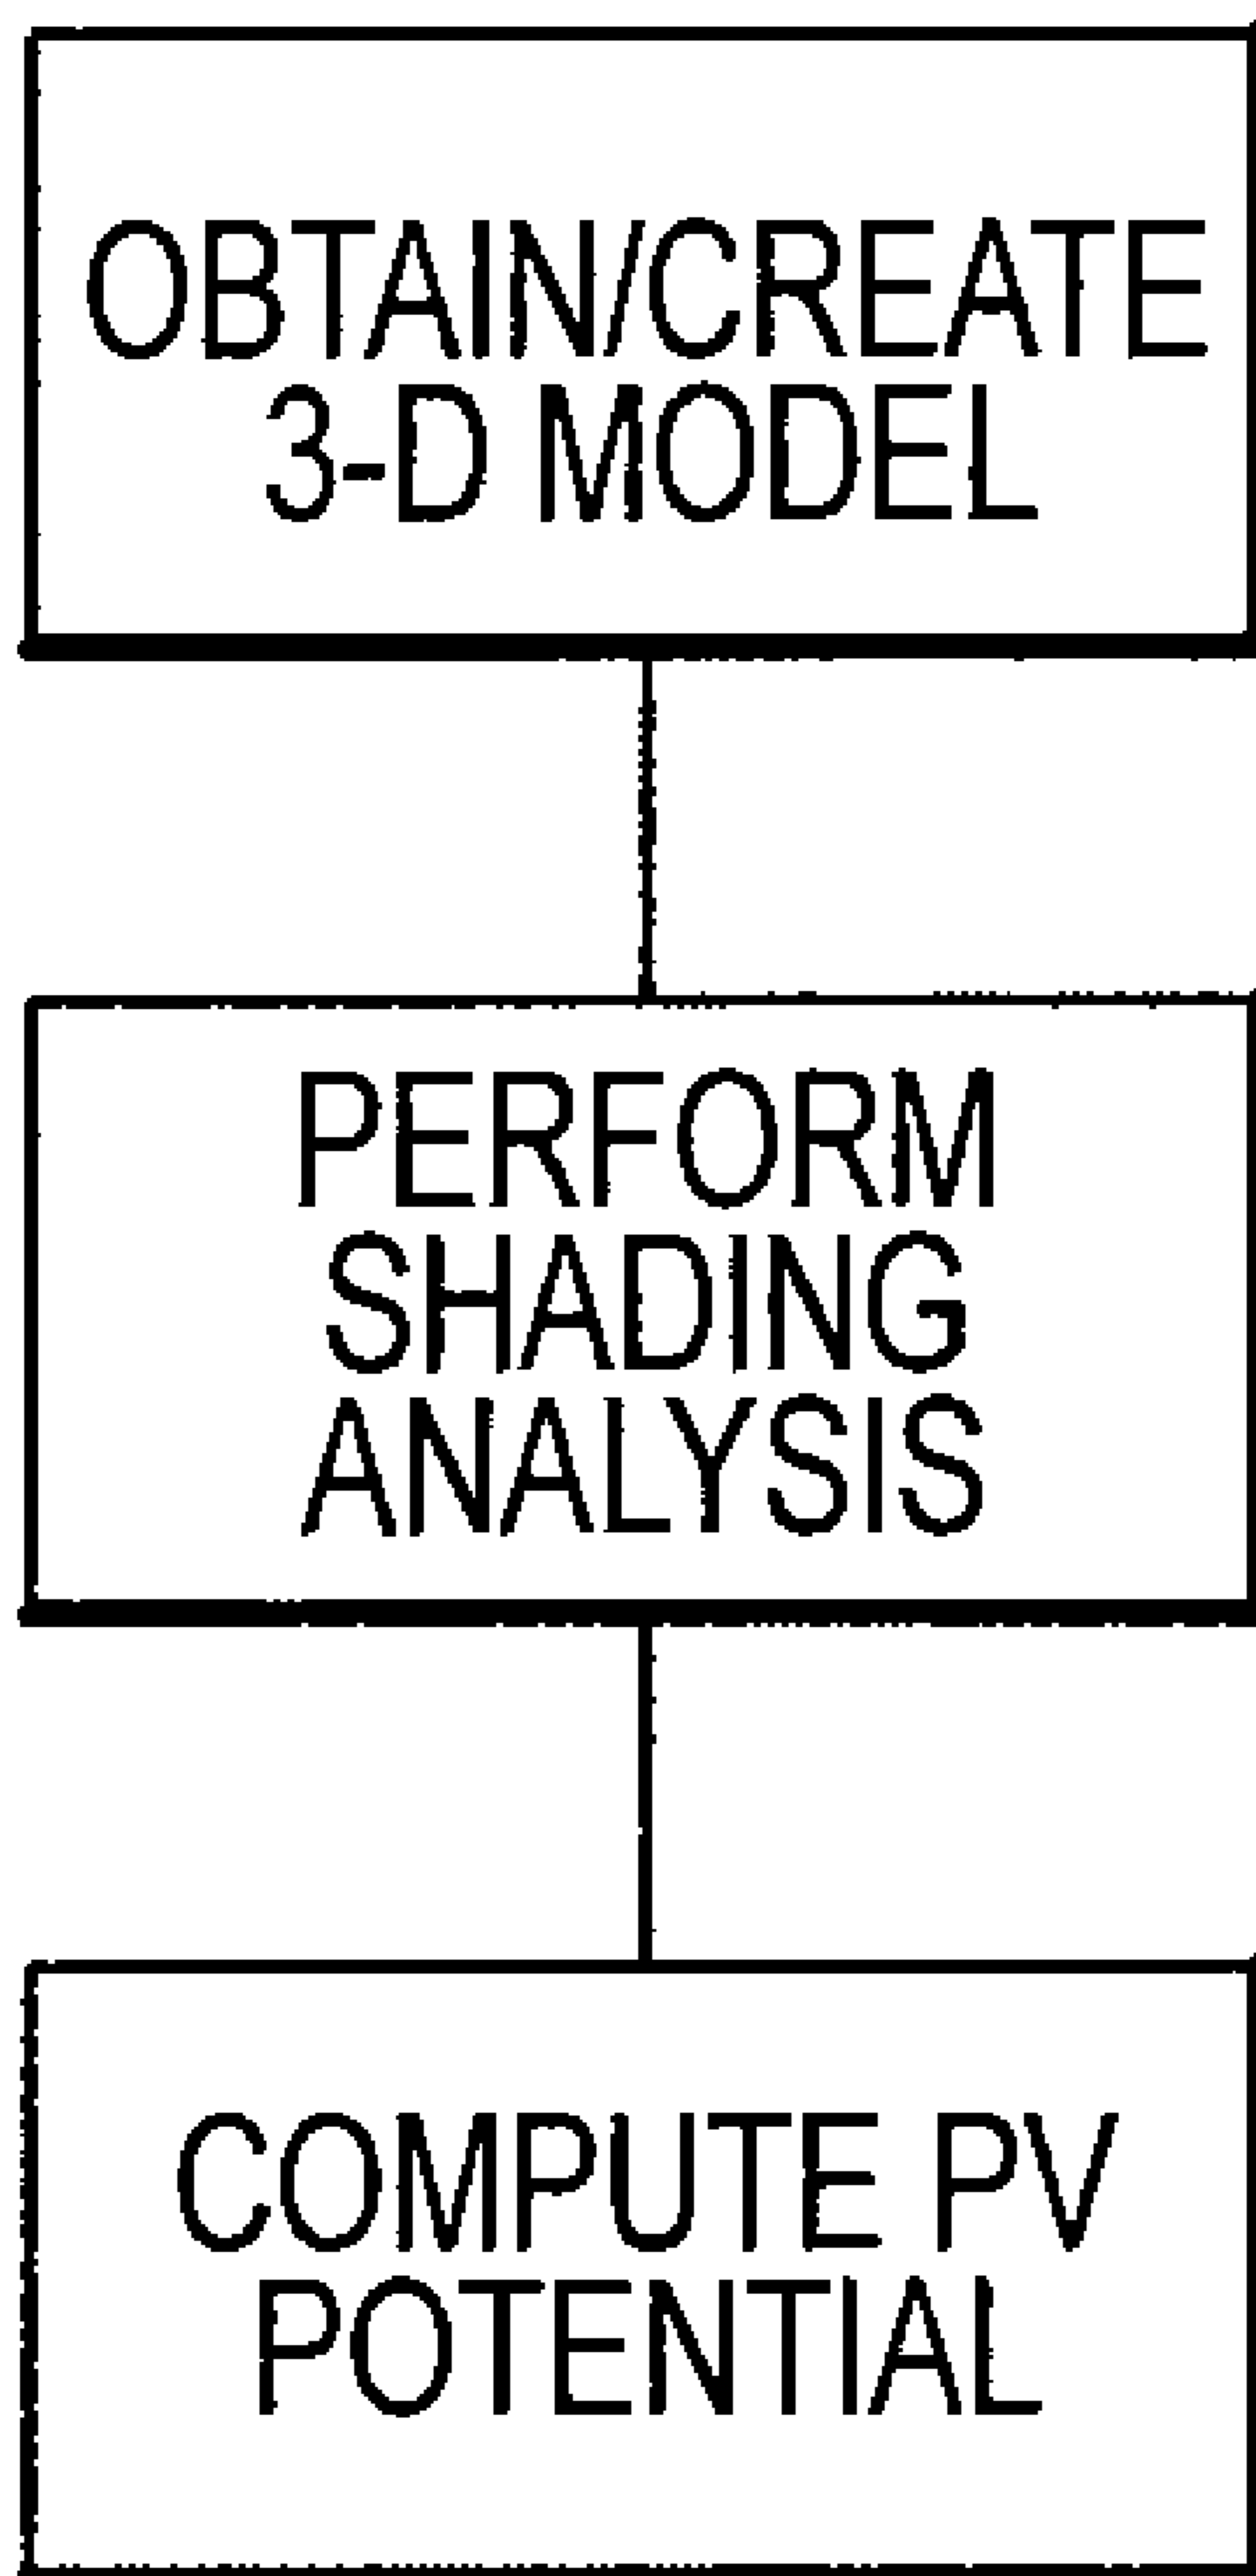 OBTAIN/CREATE
3-D MODEL
PERFORM
SHADING
ANALYSIS
COMPUTE PV
POTENTIAL